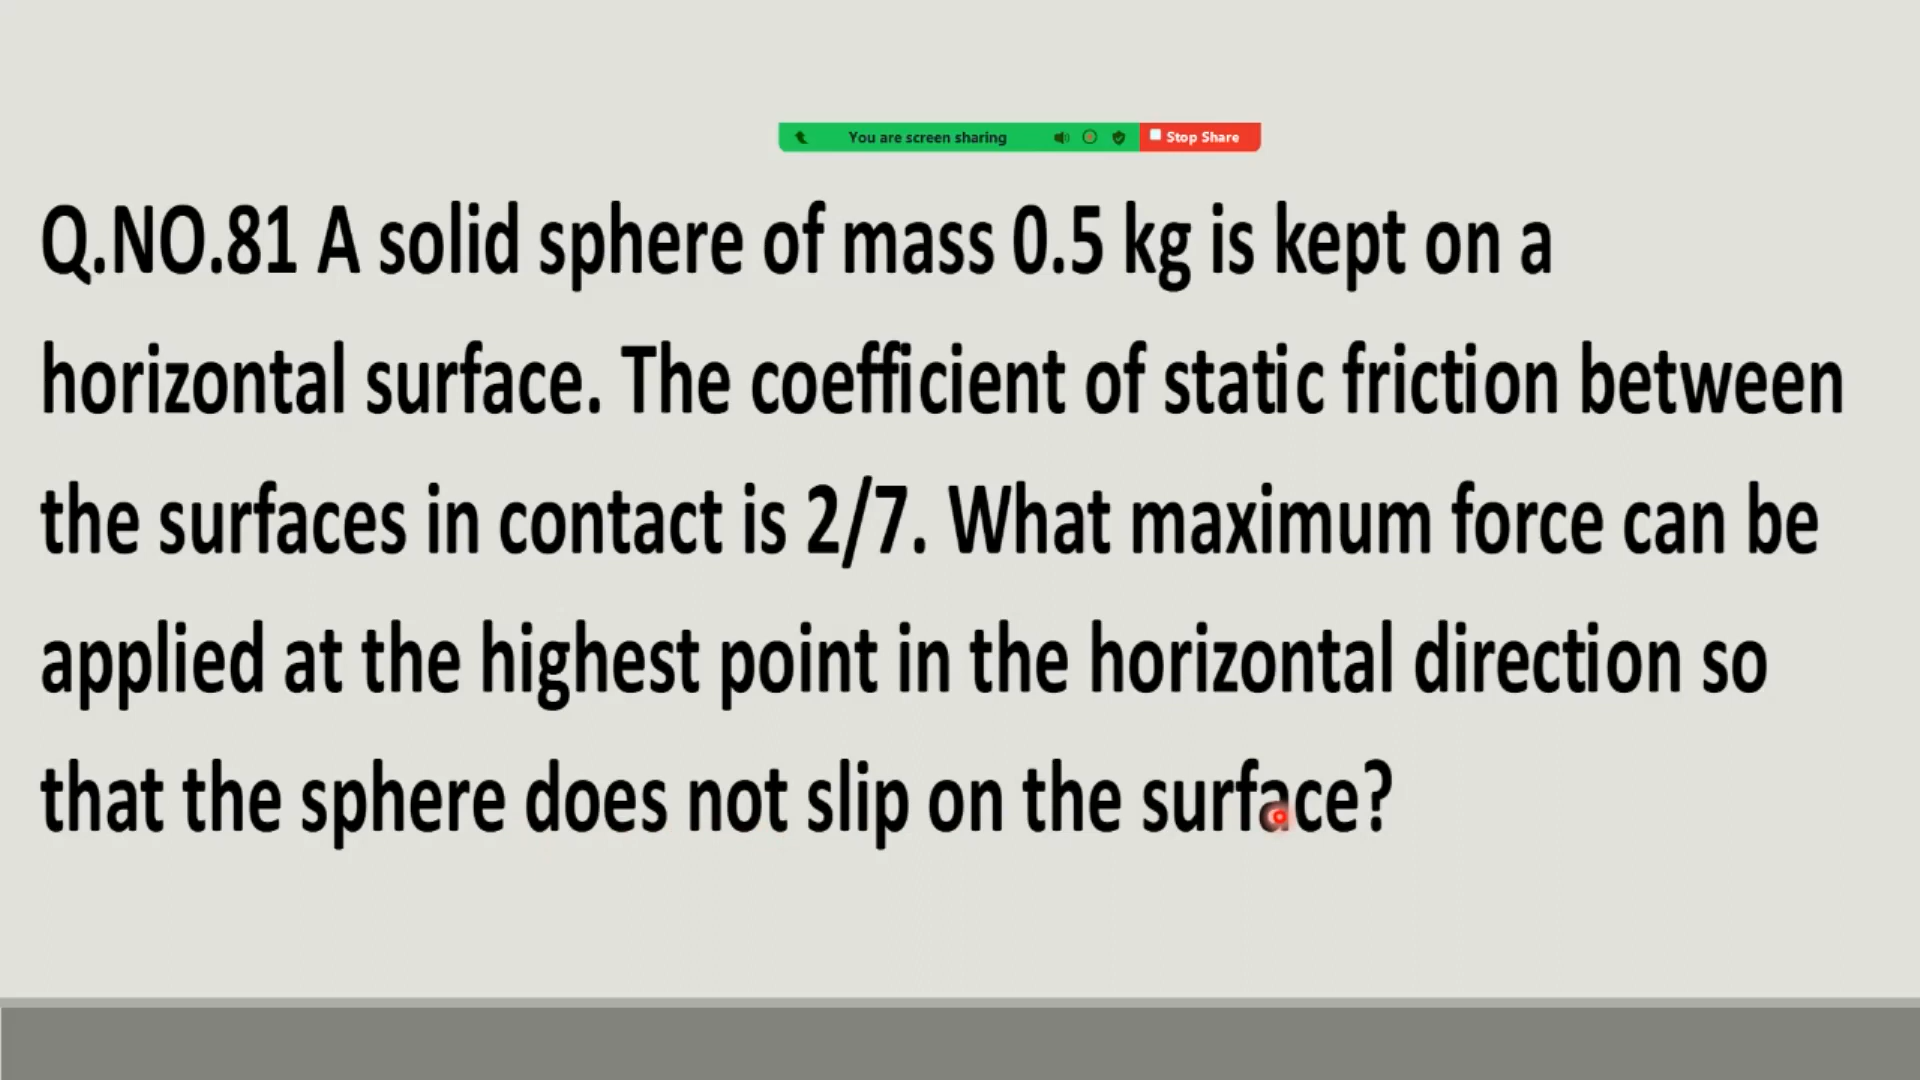 You are screen sharing Stop Share
Q.NO.81 A solid sphere of mass 0.5 kg is kept on a
horizontal surface. The coefficient of static friction between
the surfaces in contact is 2/7. What maximum force can be
applied at the highest point in the horizontal direction so
that the sphere does not slip on the surface?